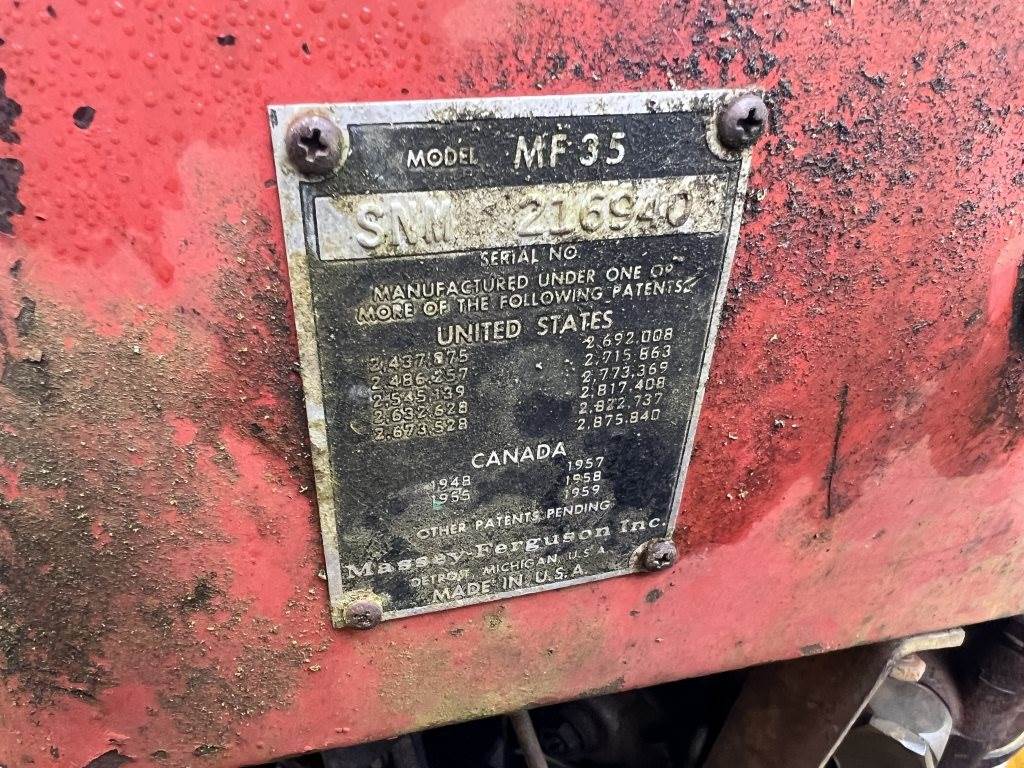 MODEL MF 35
SNM 216940
SERIAL NO
MANUFACTURED UNDER ONE OR
MORE OF THE FOLLOWING PATENTS
UNITED STATES
2,437,875 2,692,008
2,486,257 2,715,863
2,545,139 2,773,369
2,632,628 2,817,408
2,673,528 2,822,737
2,875,840
CANADA
1957
1948 1958
1955 1959
OTHER PATENTS PENDING
Massey-Ferguson Inc.
DETROIT, MICHIGAN, U.S.A.
MADE IN U.S.A.